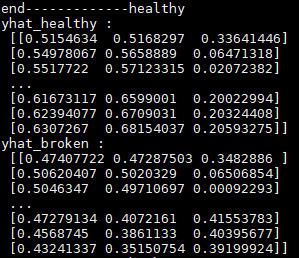 end-------------healthy
yhat_healthy :
[[0.5154634 0.5168297 0.33641446]
[0.54978067 0.5658889 0.06471318]
[0.5517722 0.57123315 0.02072382]
...
[0.61673117 0.6599001 0.20022994]
[0.62394077 0.6709031 0.20324408]
[0.6307267 0.68154037 0.20593275]]
yhat_broken :
[[0.47407722 0.47287503 0.3482886 ]
[0.50620407 0.5020329 0.06506854]
[0.5046347 0.49710697 0.00092293]
...
[0.47279134 0.4072161 0.41553783]
[0.4568745 0.3861133 0.40395677]
[0.43241337 0.35150754 0.39199924]]